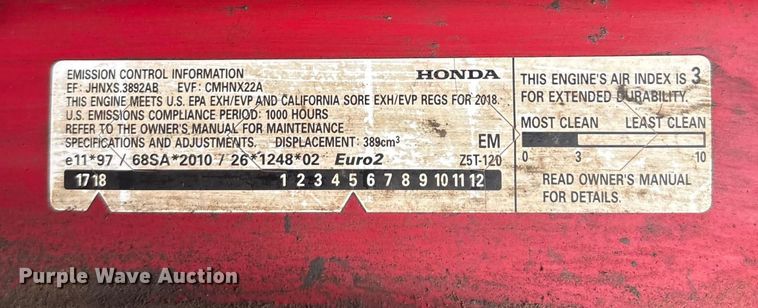 EMISSION CONTROL INFORMATION HONDA
EF: JHNXS.3892AB EVF: CMHNX22A
THIS ENGINE MEETS U.S. EPA EXH/EVP AND CALIFORNIA SORE EXH/EVP REGS FOR 2018.
U.S. EMISSIONS COMPLIANCE PERIOD: 1000 HOURS
REFER TO THE OWNER'S MANUAL FOR MAINTENANCE
SPECIFICATIONS AND ADJUSTMENTS. DISPLACEMENT: 389cm³ EM
e11*97/68SA*2010/26*1248*02 Euro2 Z5T-120
17 18 1 2 3 4 5 6 7 8 9 10 11 12
THIS ENGINE'S AIR INDEX IS 3
FOR EXTENDED DURABILITY.
MOST CLEAN LEAST CLEAN
0 3 10
READ OWNER'S MANUAL
FOR DETAILS.
Purple Wave Auction